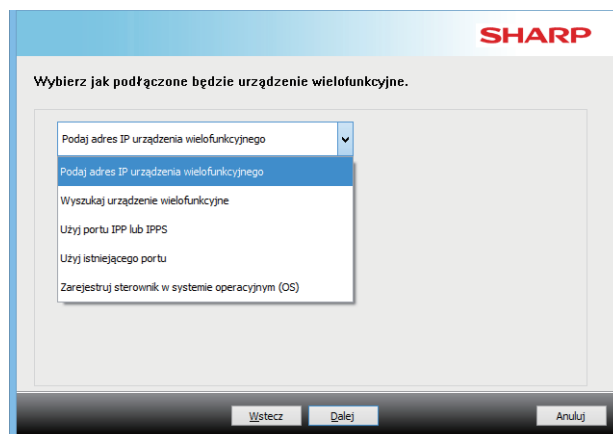 SHARP
Wybierz jak podłączone będzie urządzenie wielofunkcyjne.
Podaj adres IP urządzenia wielofunkcyjnego
Podaj adres IP urządzenia wielofunkcyjnego
Wyszukaj urządzenie wielofunkcyjne
Użyj portu IPP lub IPPS
Użyj istniejącego portu
Zarejestruj sterownik w systemie operacyjnym (OS)
Wstecz Dalej Anuluj